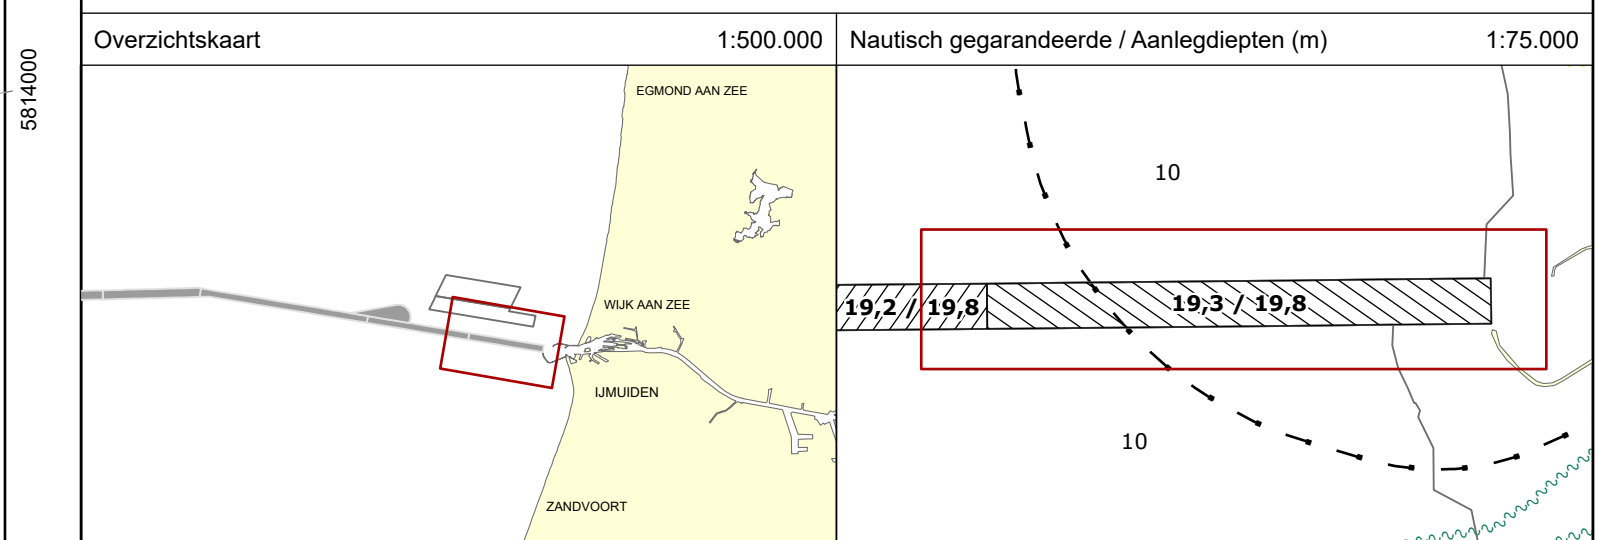 5814000
Overzichtskaart 1:500.000
Nautisch gegarandeerde / Aanlegdiepten (m) 1:75.000
EGMOND AAN ZEE
WIJK AAN ZEE
IJMUIDEN
ZANDVOORT
10
19,2 / 19,8
19,3 / 19,8
10